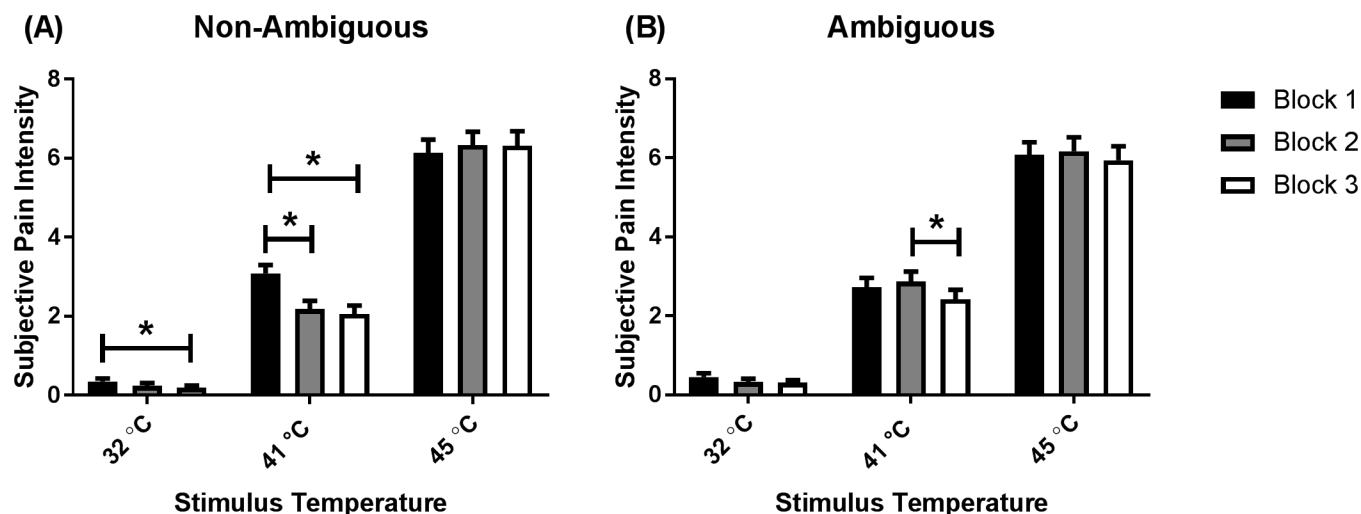 (A) Non-Ambiguous
Subjective Pain Intensity
8
6
4
2
0
*
*
*
32 °C
41 °C
45 °C
Stimulus Temperature
(B) Ambiguous
Subjective Pain Intensity
8
6
4
2
0
*
32 °C
41 °C
45 °C
Stimulus Temperature
Block 1
Block 2
Block 3